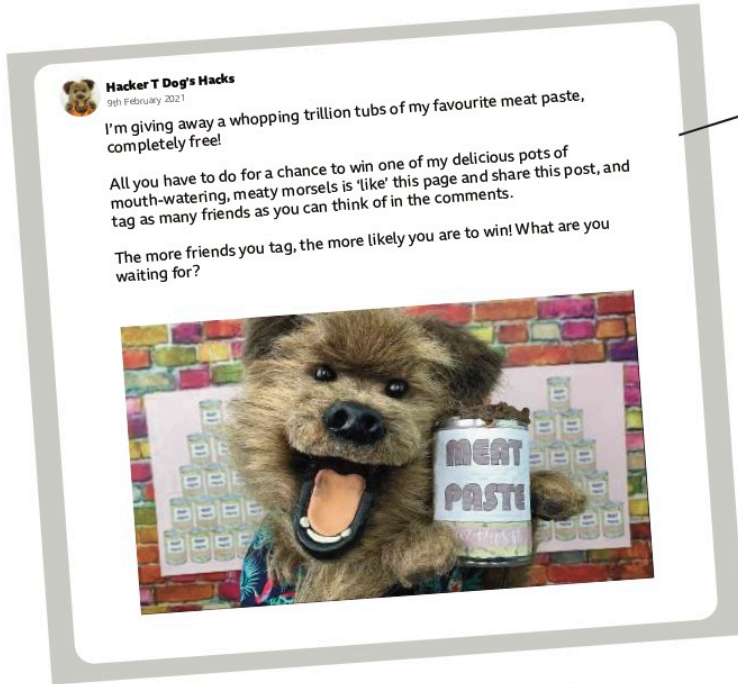 Hacker T Dog's Hacks
9th February 2021
I'm giving away a whopping trillion tubs of my favourite meat paste,
completely free!
All you have to do for a chance to win one of my delicious pots of
mouth-watering, meaty morsels is 'like' this page and share this post, and
tag as many friends as you can think of in the comments.
The more friends you tag, the more likely you are to win! What are you
waiting for?
MEAT
PASTE